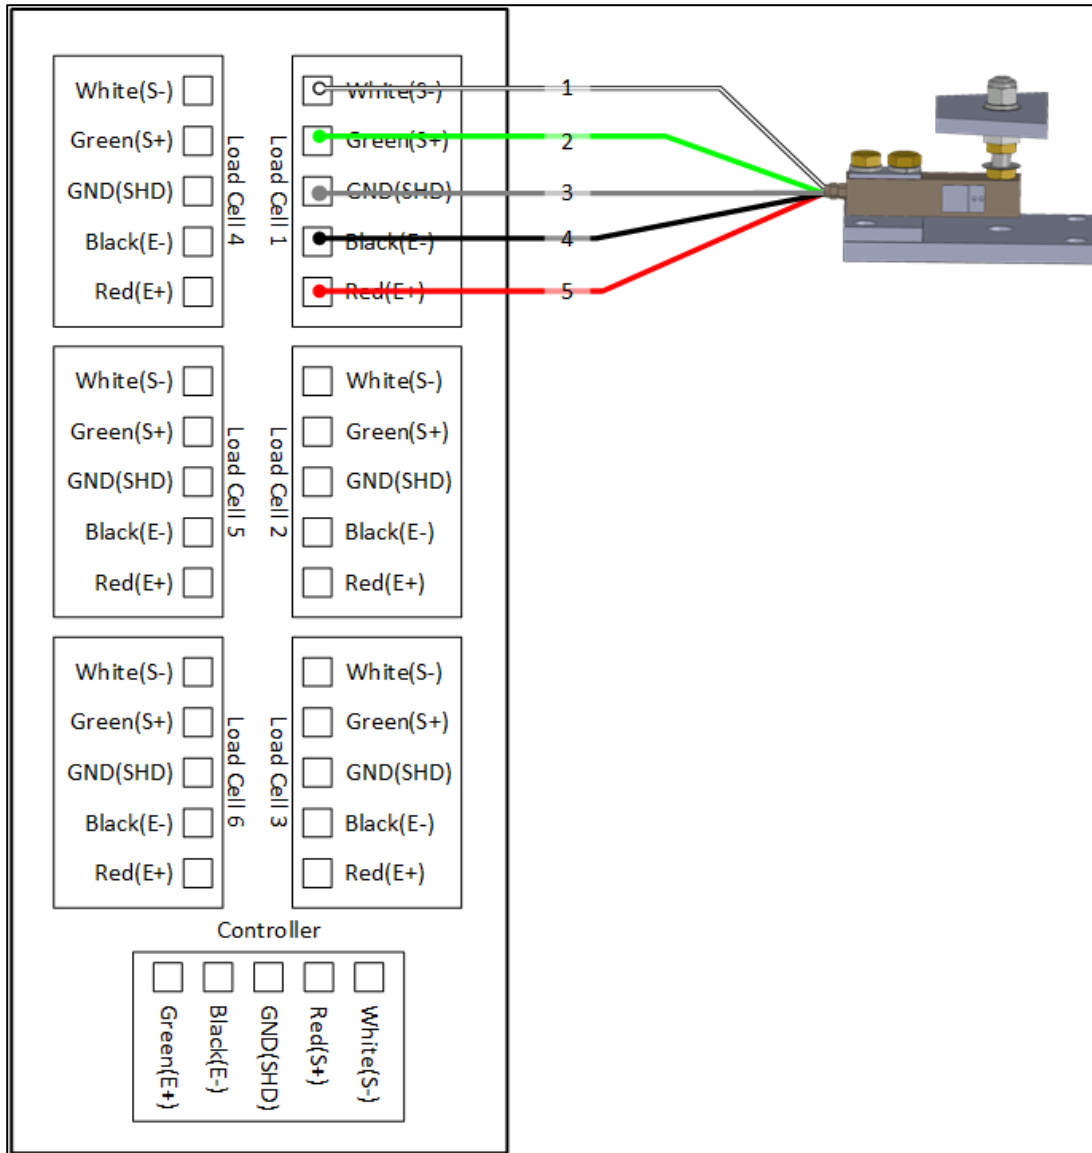 White(S-)
Green(S+)
GND(SHD)
Black(E-)
Red(E+)
Load Cell 4
Load Cell 1
White(S-)
Green(S+)
GND(SHD)
Black(E-)
Red(E+)
1
2
3
4
5
White(S-)
Green(S+)
GND(SHD)
Black(E-)
Red(E+)
Load Cell 5
Load Cell 2
White(S-)
Green(S+)
GND(SHD)
Black(E-)
Red(E+)
White(S-)
Green(S+)
GND(SHD)
Black(E-)
Red(E+)
Load Cell 6
Load Cell 3
White(S-)
Green(S+)
GND(SHD)
Black(E-)
Red(E+)
Controller
Green(E+)
Black(E-)
GND(SHD)
Red(S+)
White(S-)